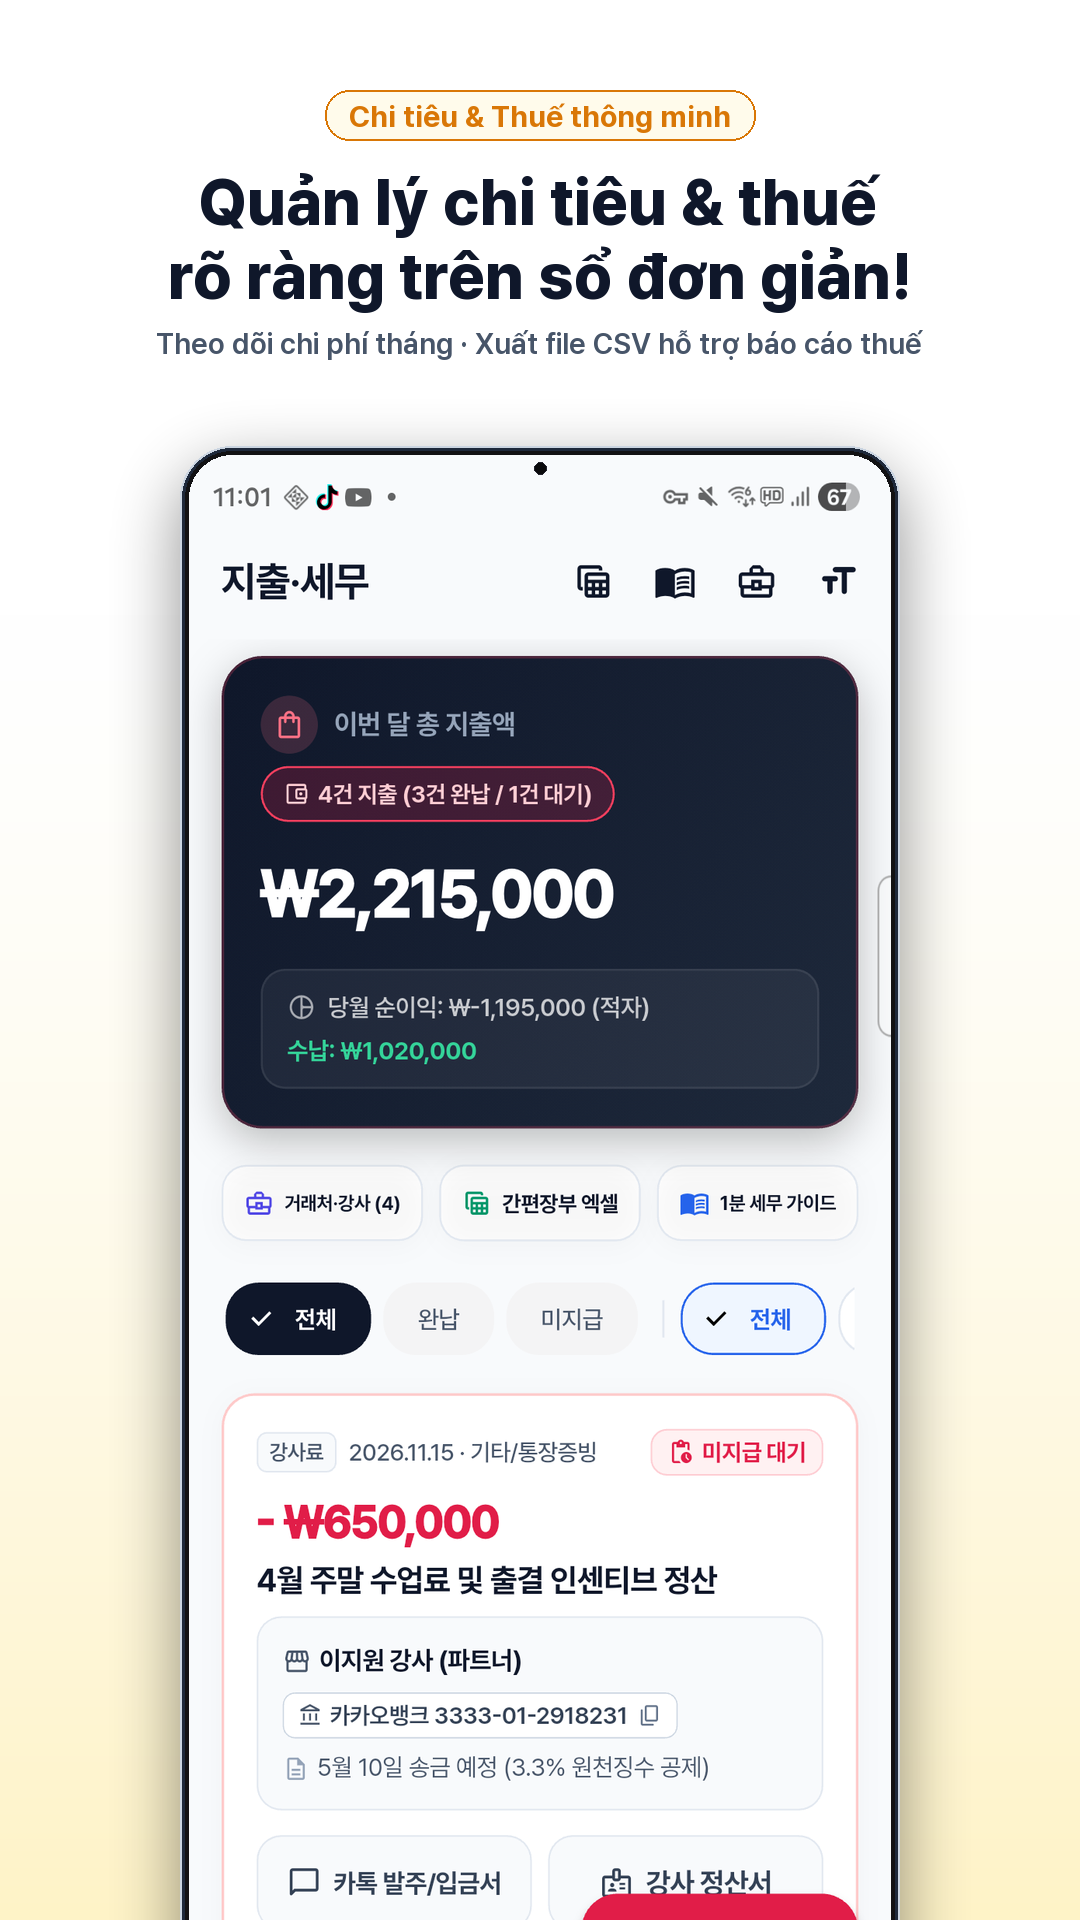 Chi tiêu & Thuế thông minh
Quản lý chi tiêu & thuế
rõ ràng trên sổ đơn giản!
Theo dõi chi phí tháng · Xuất file CSV hỗ trợ báo cáo thuế
11:01
HD
67
지출·세무
이번 달 총 지출액
4건 지출 (3건 완납 / 1건 대기)
₩2,215,000
당월 순이익: ₩-1,195,000 (적자)
수납: ₩1,020,000
거래처·강사 (4)
간편장부 엑셀
1분 세무 가이드
전체
완납
미지급
전체
강사료
2026.11.15 · 기타/통장증빙
미지급 대기
- ₩650,000
4월 주말 수업료 및 출결 인센티브 정산
이지원 강사 (파트너)
카카오뱅크 3333-01-2918231
5월 10일 송금 예정 (3.3% 원천징수 공제)
카톡 발주/입금서
강사 정산서